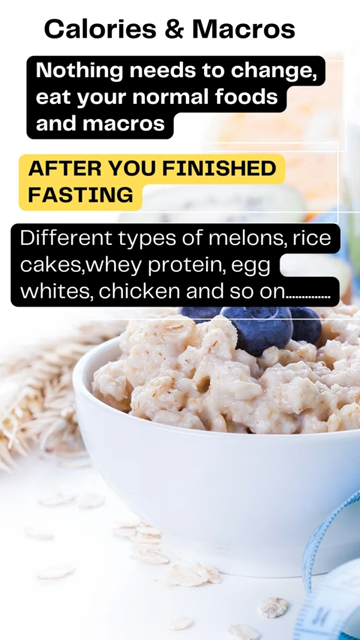 Calories & Macros
Nothing needs to change,
eat your normal foods
and macros
AFTER YOU FINISHED
FASTING
Different types of melons, rice
cakes,whey protein, egg
whites, chicken and so on..............